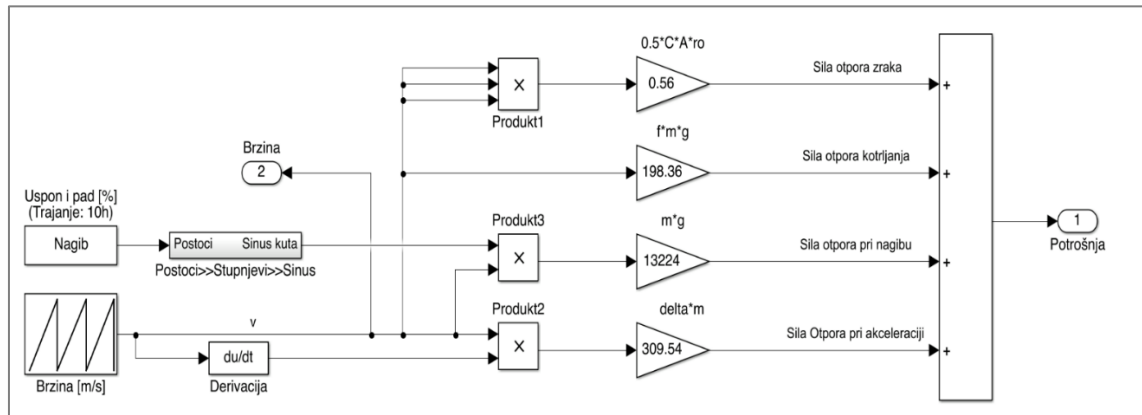 0.5*C*A*ro
0.56
Sila otpora zraka
+
×
Produkt1
f*m*g
198.36
Sila otpora kotrljanja
+
Brzina
2
Uspon i pad [%]
(Trajanje: 10h)
Nagib
Postoci Sinus kuta
Postoci>>Stupnjevi>>Sinus
Produkt3
×
m*g
13224
Sila otpora pri nagibu
+
1
Potrošnja
Produkt2
×
delta*m
309.54
Sila Otpora pri akceleraciji
+
v
du/dt
Derivacija
Brzina [m/s]